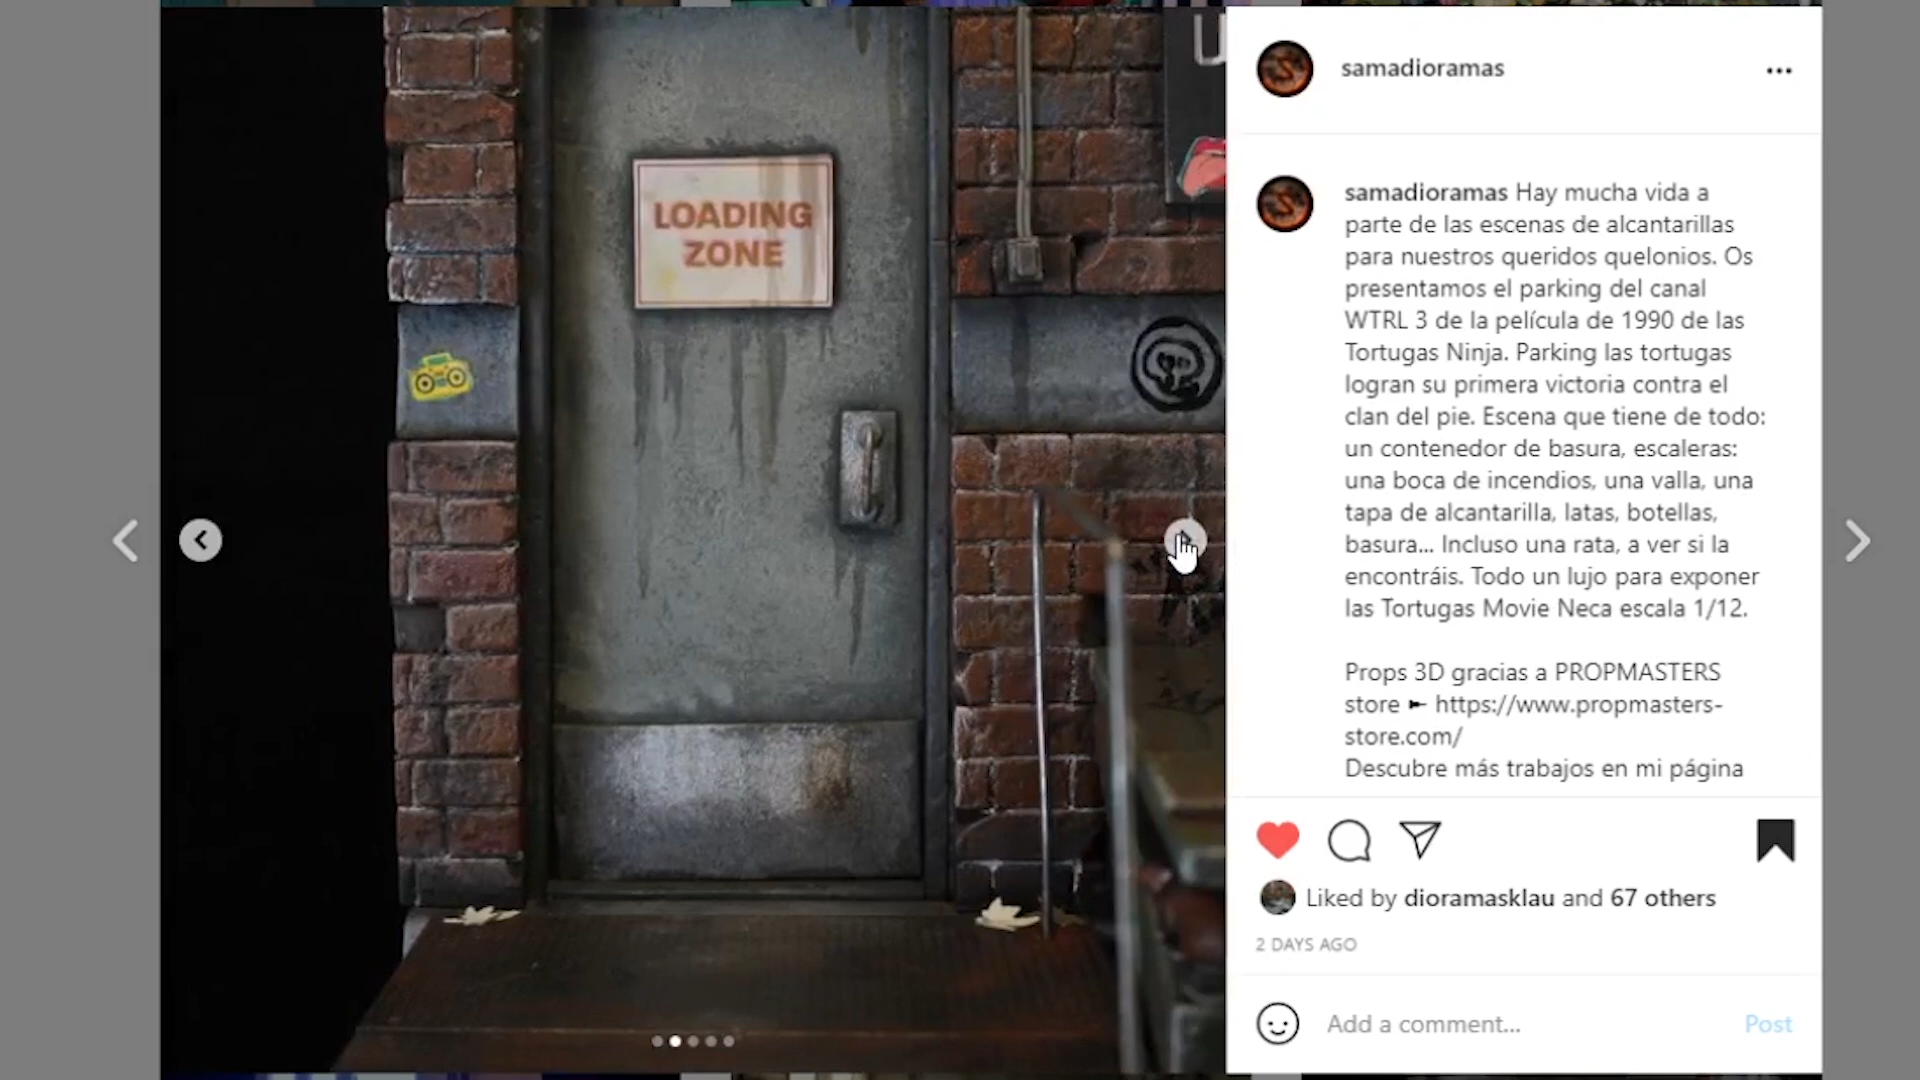 LOADING
ZONE
samadioramas
samadioramas Hay mucha vida a
parte de las escenas de alcantarillas
para nuestros queridos quelonios. Os
presentamos el parking del canal
WTRL 3 de la película de 1990 de las
Tortugas Ninja. Parking las tortugas
logran su primera victoria contra el
clan del pie. Escena que tiene de todo:
un contenedor de basura, escaleras:
una boca de incendios, una valla, una
tapa de alcantarilla, latas, botellas,
basura... Incluso una rata, a ver si la
encontráis. Todo un lujo para exponer
las Tortugas Movie Neca escala 1/12.
Props 3D gracias a PROPMASTERS
store ➼ https://www.propmasters-
store.com/
Descubre más trabajos en mi página
Liked by dioramasklau and 67 others
2 DAYS AGO
Add a comment... Post